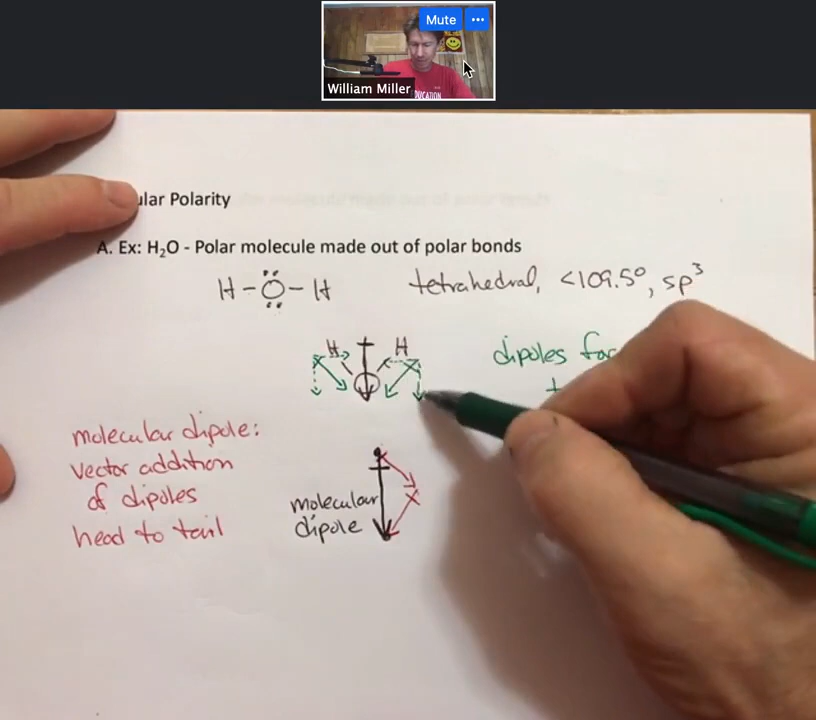 Mute
William Miller
EDUCATION
ular Polarity
A. Ex: H₂O - Polar molecule made out of polar bonds
H-Ö-H
tetrahedral, <109.5°, sp³
H H
O
dipoles
molecular dipole:
vector addition
of dipoles
head to tail
molecular
dipole